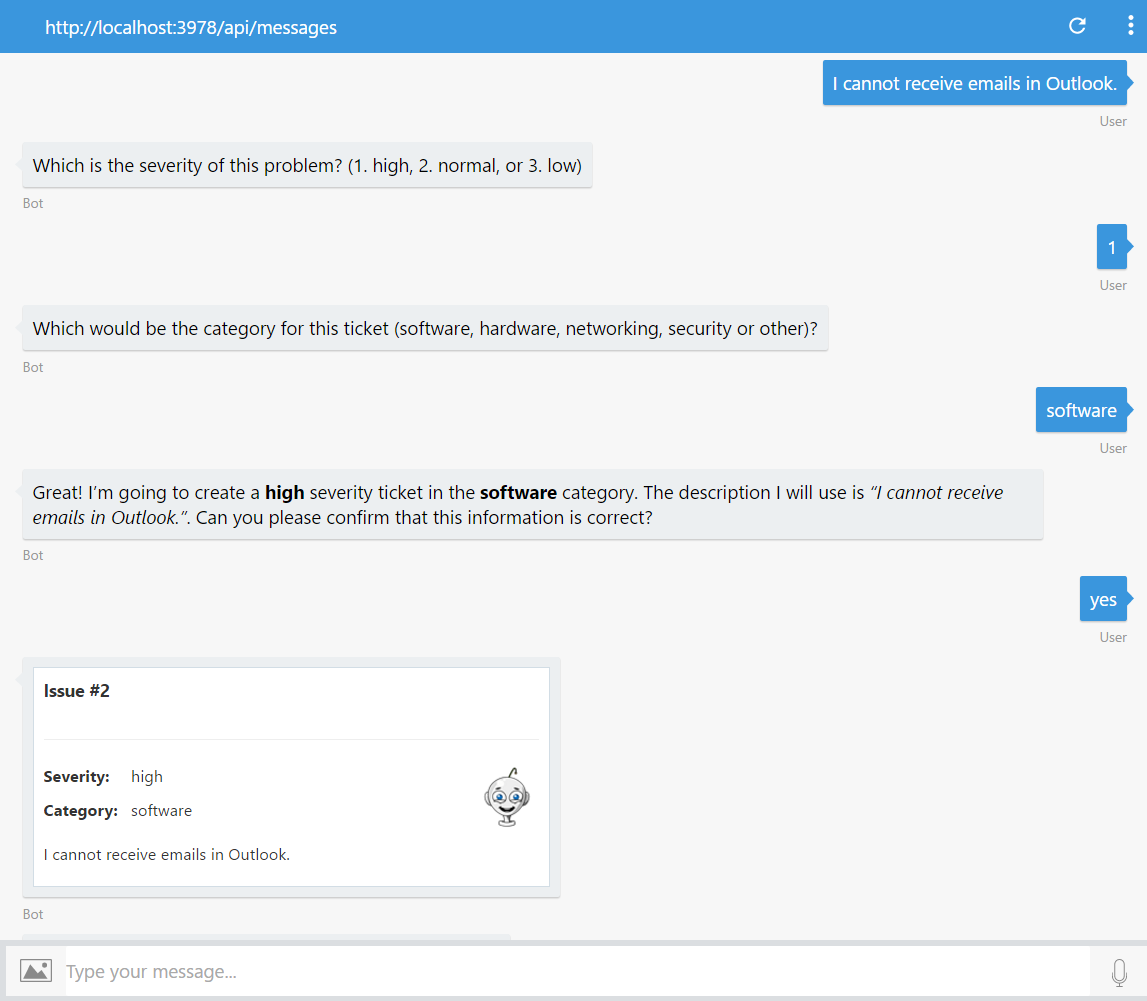 http://localhost:3978/api/messages
I cannot receive emails in Outlook.
User
Which is the severity of this problem? (1. high, 2. normal, or 3. low)
Bot
1
User
Which would be the category for this ticket (software, hardware, networking, security or other)?
Bot
software
User
Great! I’m going to create a high severity ticket in the software category. The description I will use is “I cannot receive
emails in Outlook.”. Can you please confirm that this information is correct?
Bot
yes
User
Issue #2
Severity: high
Category: software
I cannot receive emails in Outlook.
Bot
Type your message...